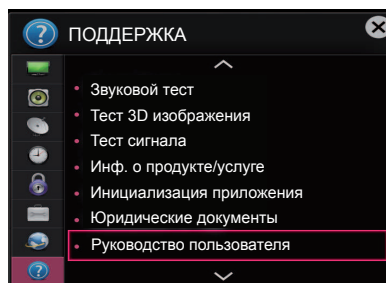 ПОДДЕРЖКА
Звуковой тест
Тест 3D изображения
Тест сигнала
Инф. о продукте/услуге
Инициализация приложения
Юридические документы
Руководство пользователя